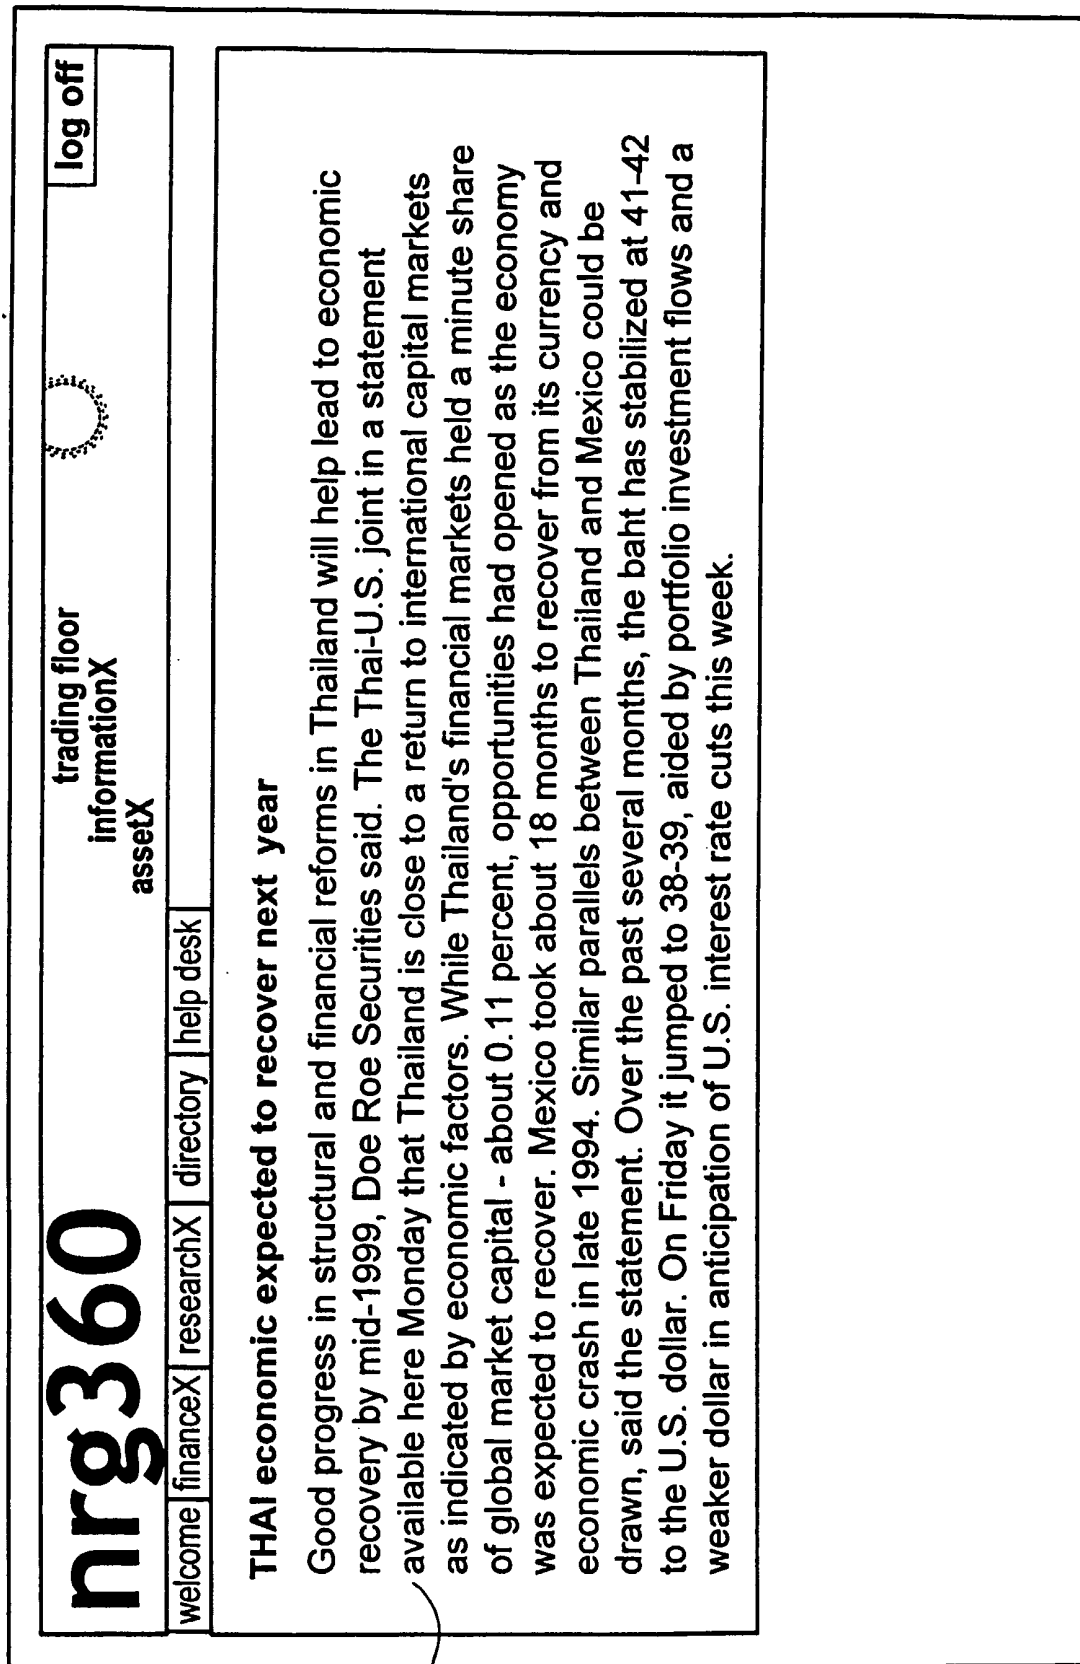 nrg360
trading floor
informationX
assetX
log off
welcome financeX researchX directory help desk
THAI economic expected to recover next year
Good progress in structural and financial reforms in Thailand will help lead to economic
recovery by mid-1999, Doe Roe Securities said. The Thai-U.S. joint in a statement
available here Monday that Thailand is close to a return to international capital markets
as indicated by economic factors. While Thailand's financial markets held a minute share
of global market capital - about 0.11 percent, opportunities had opened as the economy
was expected to recover. Mexico took about 18 months to recover from its currency and
economic crash in late 1994. Similar parallels between Thailand and Mexico could be
drawn, said the statement. Over the past several months, the baht has stabilized at 41-42
to the U.S. dollar. On Friday it jumped to 38-39, aided by portfolio investment flows and a
weaker dollar in anticipation of U.S. interest rate cuts this week.